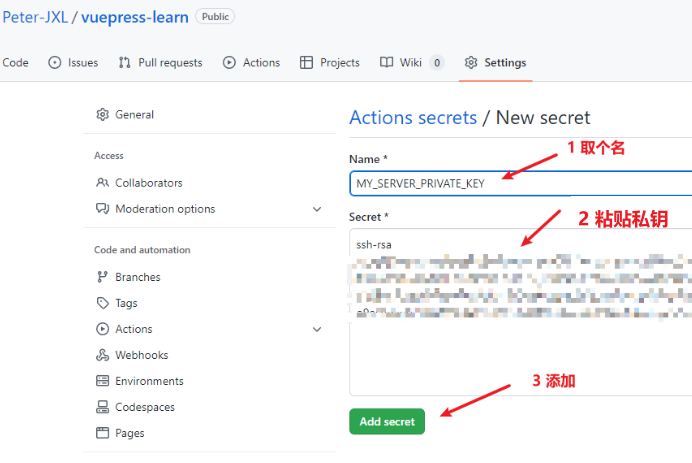 Peter-JXL / vuepress-learn Public
Code Issues Pull requests Actions Projects Wiki 0 Settings
General
Access
Collaborators
Moderation options
Code and automation
Branches
Tags
Actions
Webhooks
Environments
Codespaces
Pages
Actions secrets / New secret
Name *
1 取个名
MY_SERVER_PRIVATE_KEY
Secret *
2 粘贴私钥
ssh-rsa
3 添加
Add secret